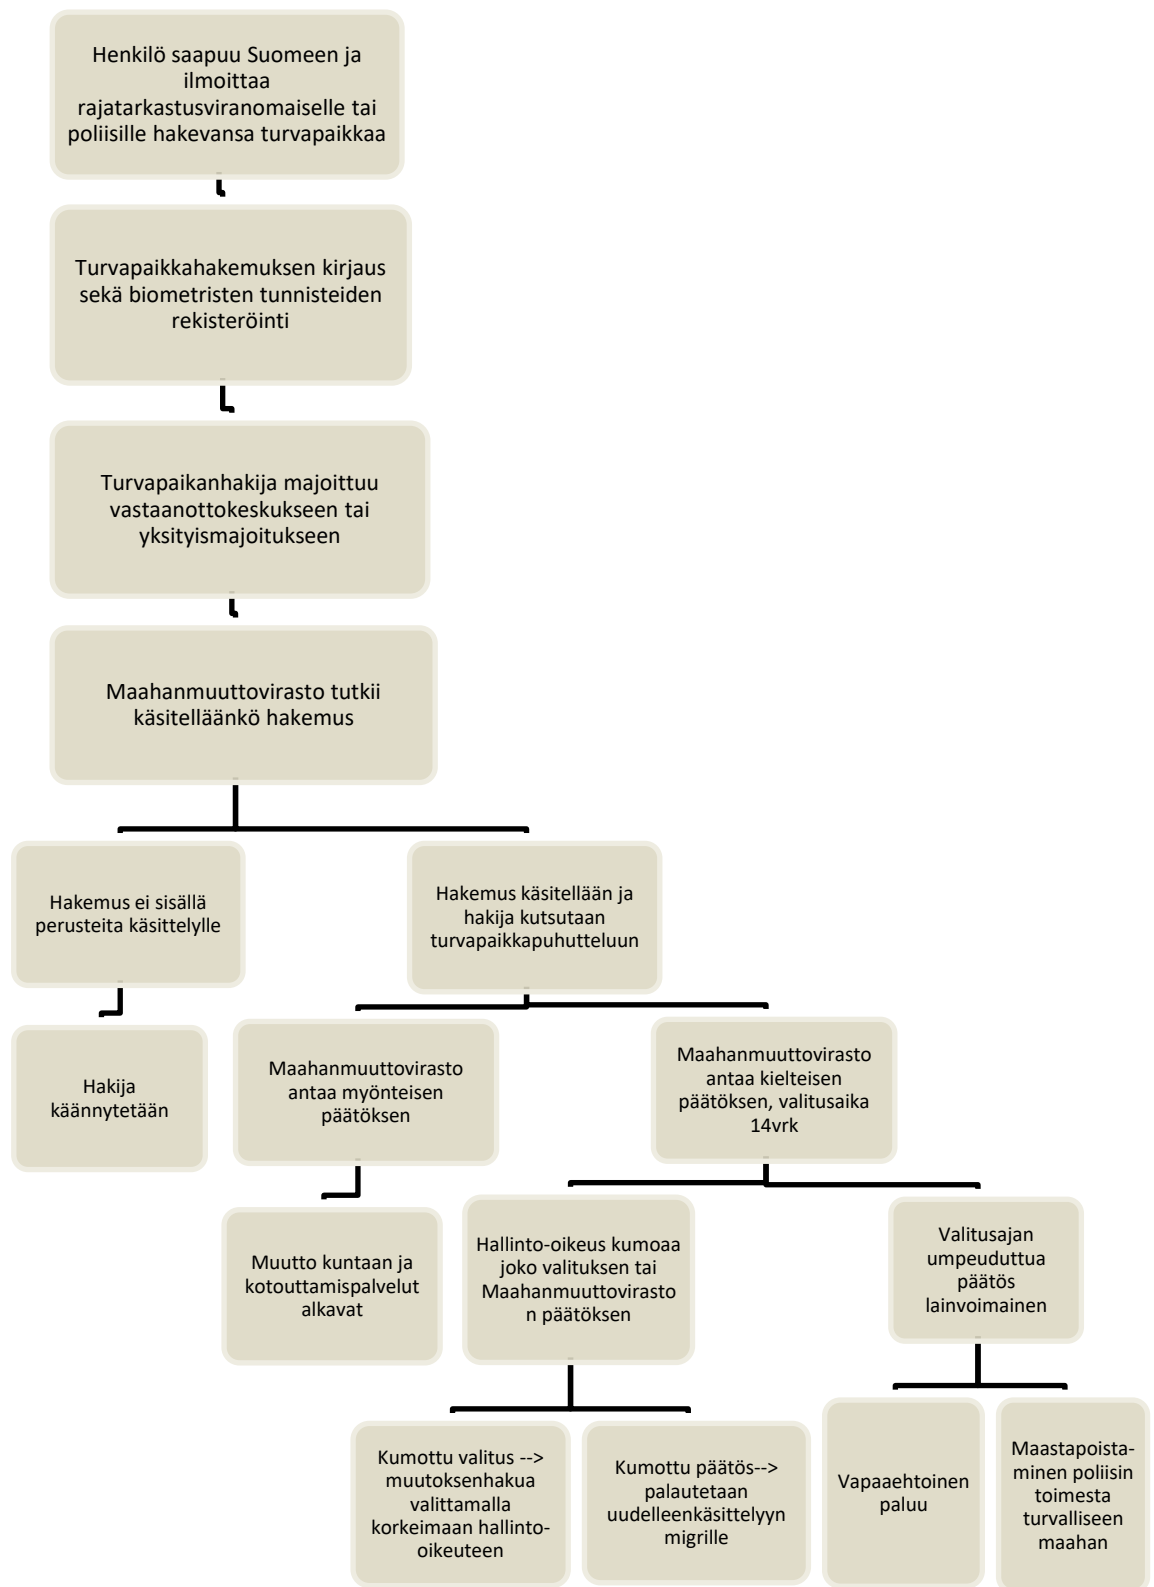 Henkilö saapuu Suomeen ja
ilmoittaa
rajatarkastusviranomaiselle tai
poliisille hakevansa turvapaikkaa
Turvapaikkahakemuksen kirjaus
sekä biometristen tunnisteiden
rekisteröinti
Turvapaikanhakija majoittuu
vastaanottokeskukseen tai
yksityismajoitukseen
Maahanmuuttovirasto tutkii
käsitelläänkö hakemus
Hakemus ei sisällä
perusteita käsittelylle
Hakemus käsitellään ja
hakija kutsutaan
turvapaikkapuhutteluun
Hakija
käännytetään
Maahanmuuttovirasto
antaa myönteisen
päätöksen
Maahanmuuttovirasto
antaa kielteisen
päätöksen, valitusaika
14vrk
Muutto kuntaan ja
kotouttamispalvelut
alkavat
Hallinto-oikeus kumoaa
joko valituksen tai
Maahanmuuttovirasto
n päätöksen
Valitusajan
umpeuduttua
päätös
lainvoimainen
Kumottu valitus -->
muutoksenhakua
valittamalla
korkeimaan hallinto-
oikeuteen
Kumottu päätös-->
palautetaan
uudelleenkäsittelyyn
migrille
Vapaaehtoinen
paluu
Maastapoista-
minen poliisin
toimesta
turvalliseen
maahan